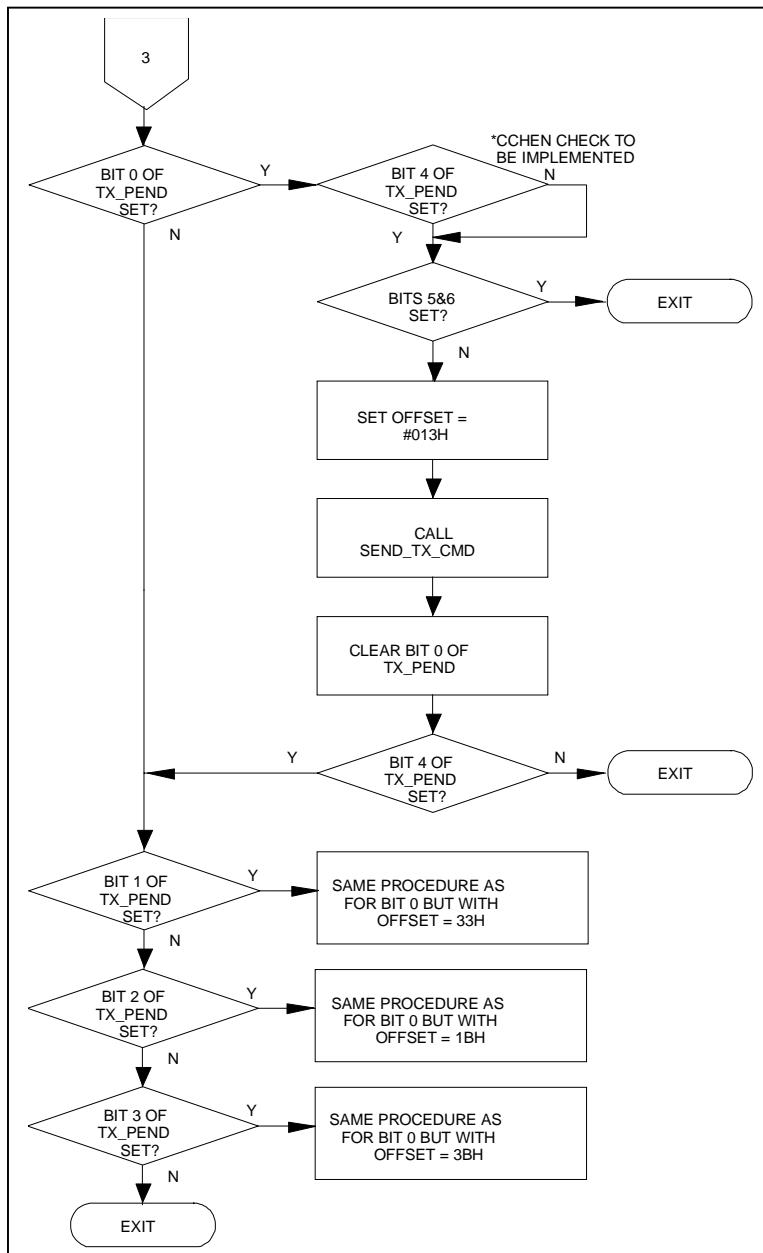 3
*CCHEN CHECK TO
BE IMPLEMENTED
BIT 0 OF
TX_PEND
SET?
Y
N
BIT 4 OF
TX_PEND
SET?
N
Y
BITS 5&6
SET?
Y
N
EXIT
SET OFFSET =
#013H
CALL
SEND_TX_CMD
CLEAR BIT 0 OF
TX_PEND
BIT 4 OF
TX_PEND
SET?
Y
N
EXIT
BIT 1 OF
TX_PEND
SET?
Y
N
SAME PROCEDURE AS
FOR BIT 0 BUT WITH
OFFSET = 33H
BIT 2 OF
TX_PEND
SET?
Y
N
SAME PROCEDURE AS
FOR BIT 0 BUT WITH
OFFSET = 1BH
BIT 3 OF
TX_PEND
SET?
Y
N
SAME PROCEDURE AS
FOR BIT 0 BUT WITH
OFFSET = 3BH
EXIT